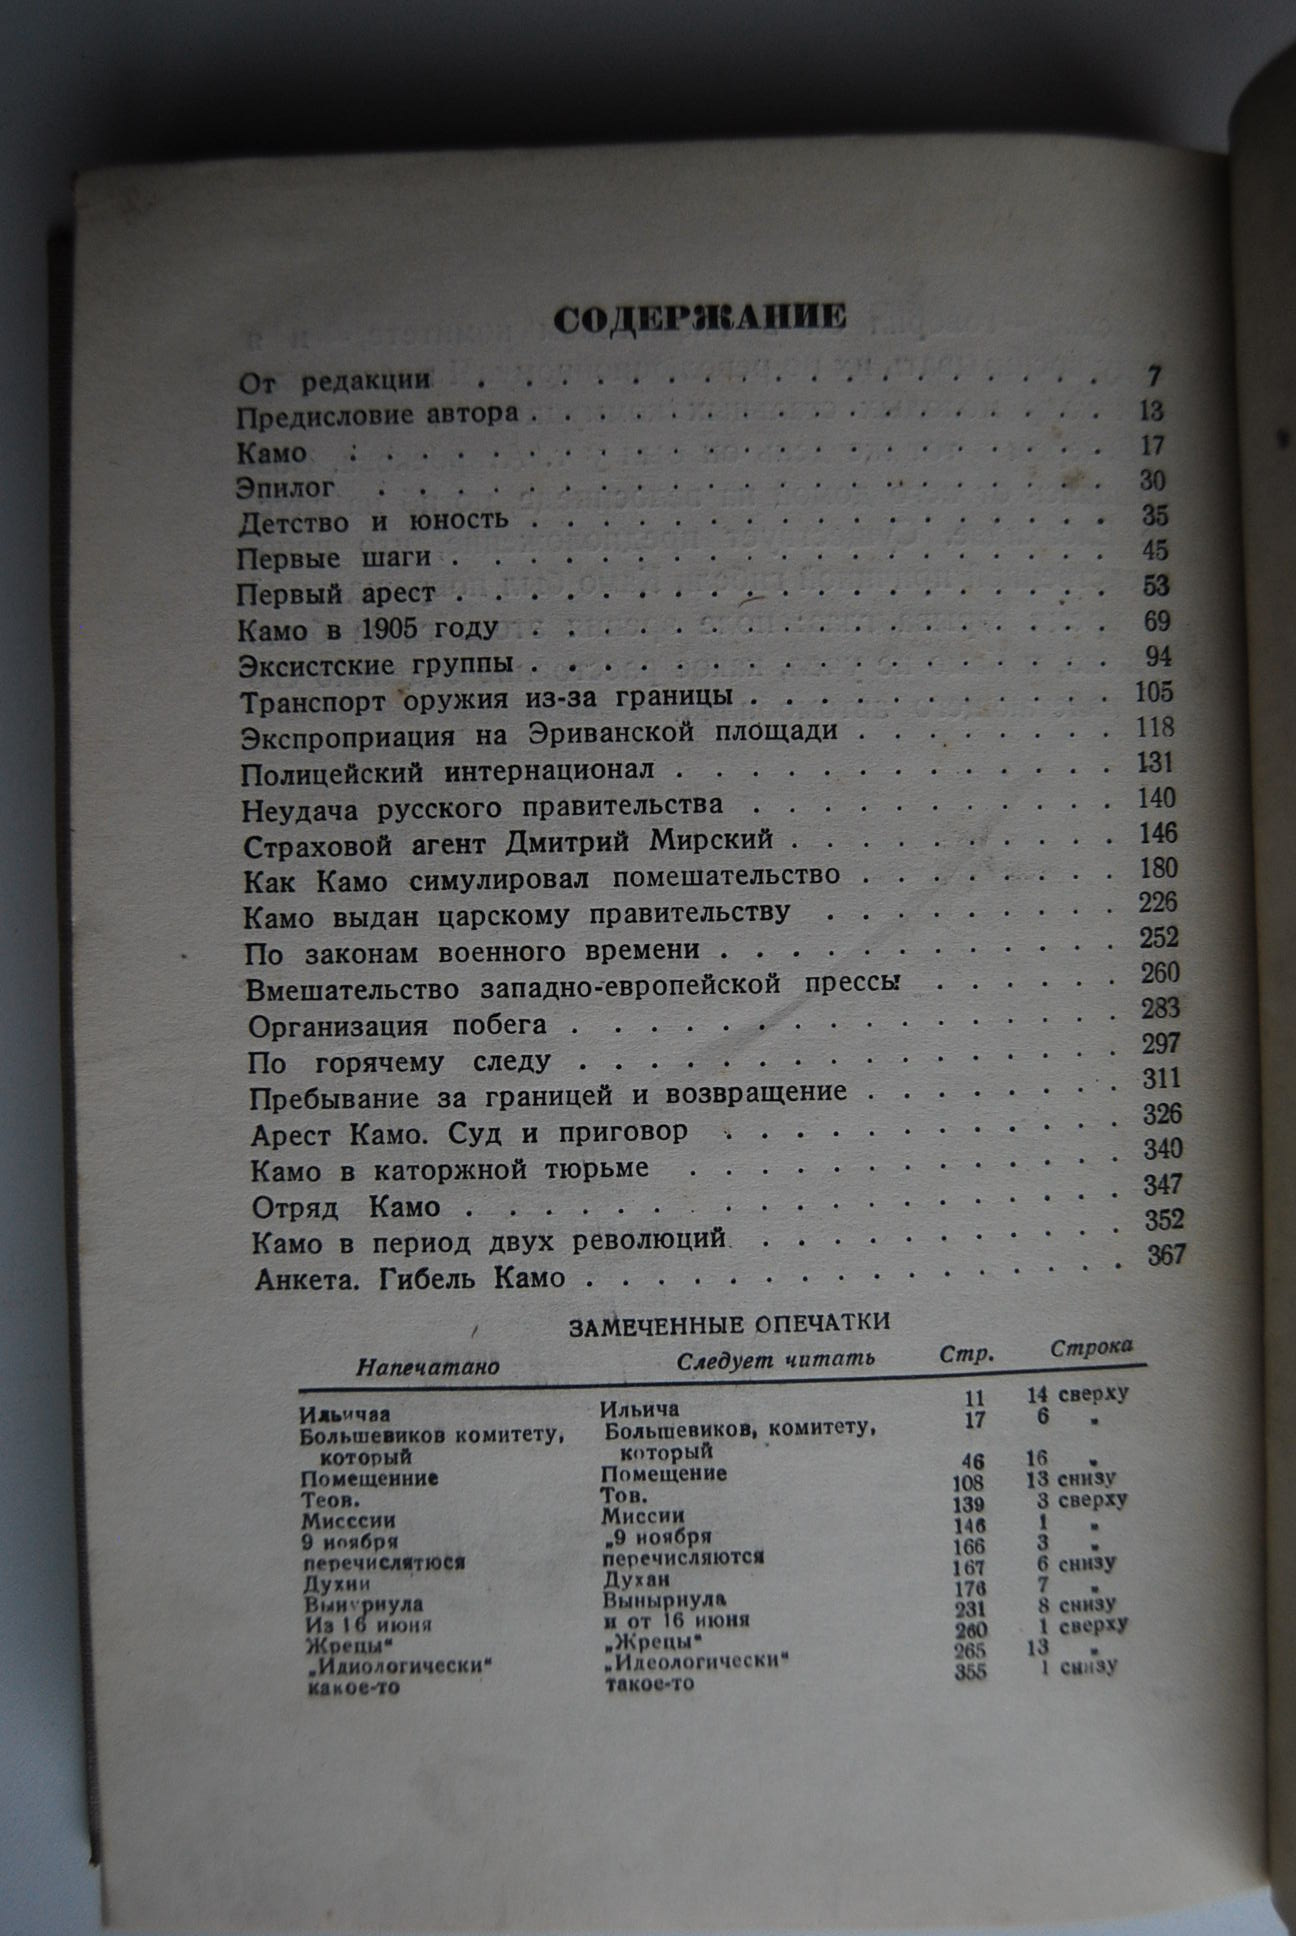 СОДЕРЖАНИЕ
От редакции . . . . . . . . . . . . . . . . . . 7
Предисловие автора . . . . . . . . . . . . . . . . 13
Камо . . . . . . . . . . . . . . . . . . . . . 17
Эпилог . . . . . . . . . . . . . . . . . . . . 30
Детство и юность . . . . . . . . . . . . . . . . . 35
Первые шаги . . . . . . . . . . . . . . . . . . 45
Первый арест . . . . . . . . . . . . . . . . . . 53
Камо в 1905 году . . . . . . . . . . . . . . . . . 69
Эксистские группы . . . . . . . . . . . . . . . . 94
Транспорт оружия из-за границы . . . . . . . . . . 105
Экспроприация на Эриванской площади . . . . . . . . 118
Полицейский интернационал . . . . . . . . . . . . 131
Неудача русского правительства . . . . . . . . . . 140
Страховой агент Дмитрий Мирский . . . . . . . . . 146
Как Камо симулировал помешательство . . . . . . . 180
Камо выдан царскому правительству . . . . . . . . 226
По законам военного времени . . . . . . . . . . . 252
Вмешательство западно-европейской прессы . . . . . . 260
Организация побега . . . . . . . . . . . . . . . 283
По горячему следу . . . . . . . . . . . . . . . 297
Пребывание за границей и возвращение . . . . . . . 311
Арест Камо. Суд и приговор . . . . . . . . . . . 326
Камо в каторжной тюрьме . . . . . . . . . . . . 340
Отряд Камо . . . . . . . . . . . . . . . . . . 347
Камо в период двух революций . . . . . . . . . . 352
Анкета. Гибель Камо . . . . . . . . . . . . . . . 367
ЗАМЕЧЕННЫЕ ОПЕЧАТКИ
Напечатано Следует читать Стр. Строка
Ильичаа Ильича 11 14 сверху
Большевиков комитету, Большевиков, комитету, 17 6 „
который который
Помещенние Помещение 46 16 „
Теов. Тов. 108 13 снизу
Мисссии Миссии 139 3 сверху
9 ноября „9 ноября 146 1 „
перечислятюся перечисляются 166 3 „
Духни Духан 167 6 снизу
Вынурнула Вынырнула 176 7 „
Из 16 июня и от 16 июня 231 8 снизу
Жрецы“ „Жрецы“ 260 1 сверху
„Идиологически“ „Идеологически“ 265 13 „
какое-то такое-то 355 1 снизу